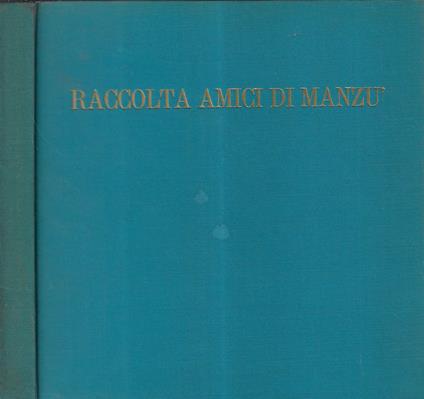 RACCOLTA AMICI DI MANZU'